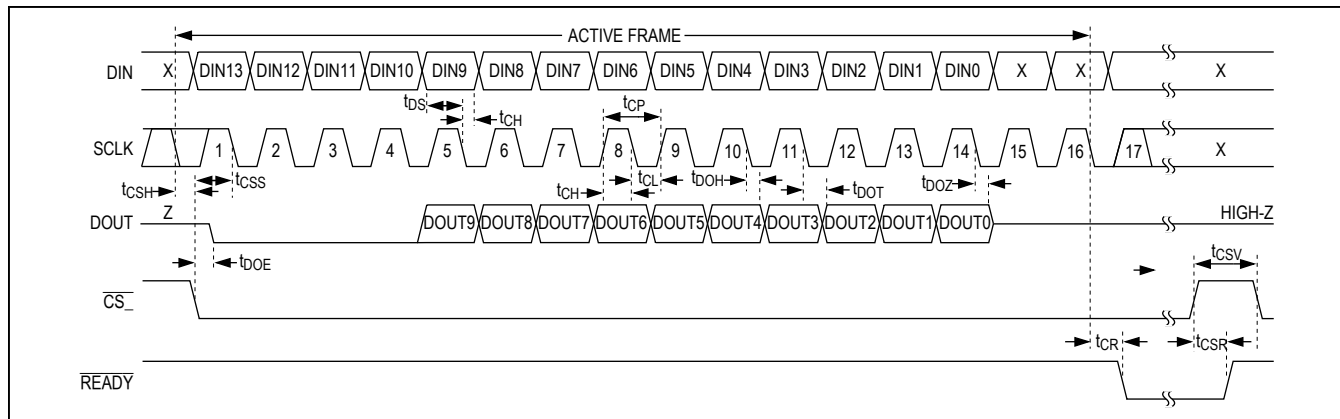 ACTIVE FRAME
DIN X DIN13 DIN12 DIN11 DIN10 DIN9 DIN8 DIN7 DIN6 DIN5 DIN4 DIN3 DIN2 DIN1 DIN0 X X X
tDS tCH tCP
SCLK 1 2 3 4 5 6 7 8 9 10 11 12 13 14 15 16 17 X
tCSH tCSS tCH tCL tDOH tDOT tDOZ
DOUT Z DOUT9 DOUT8 DOUT7 DOUT6 DOUT5 DOUT4 DOUT3 DOUT2 DOUT1 DOUT0 HIGH-Z
tDOE tCSV
CS_
tCR tCSR
READY